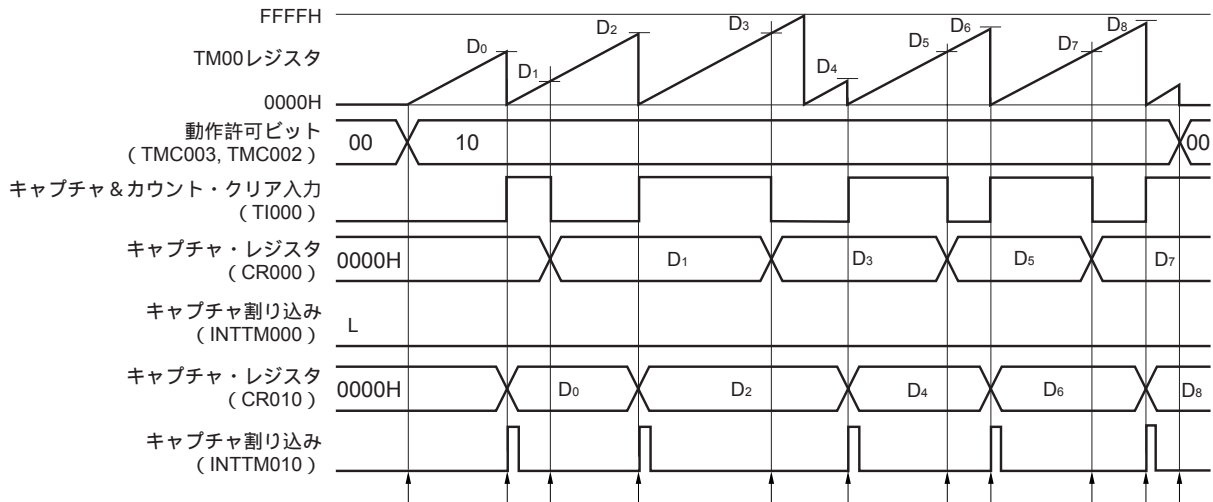 FFFFH
TM00レジスタ
0000H
D0
D1
D2
D3
D4
D5
D6
D7
D8
動作許可ビット
(TMC003, TMC002)
00
10
00
キャプチャ&カウント・クリア入力
(TI000)
キャプチャ・レジスタ
(CR000)
0000H
D1
D3
D5
D7
キャプチャ割り込み
(INTTM000)
L
キャプチャ・レジスタ
(CR010)
0000H
D0
D2
D4
D6
D8
キャプチャ割り込み
(INTTM010)